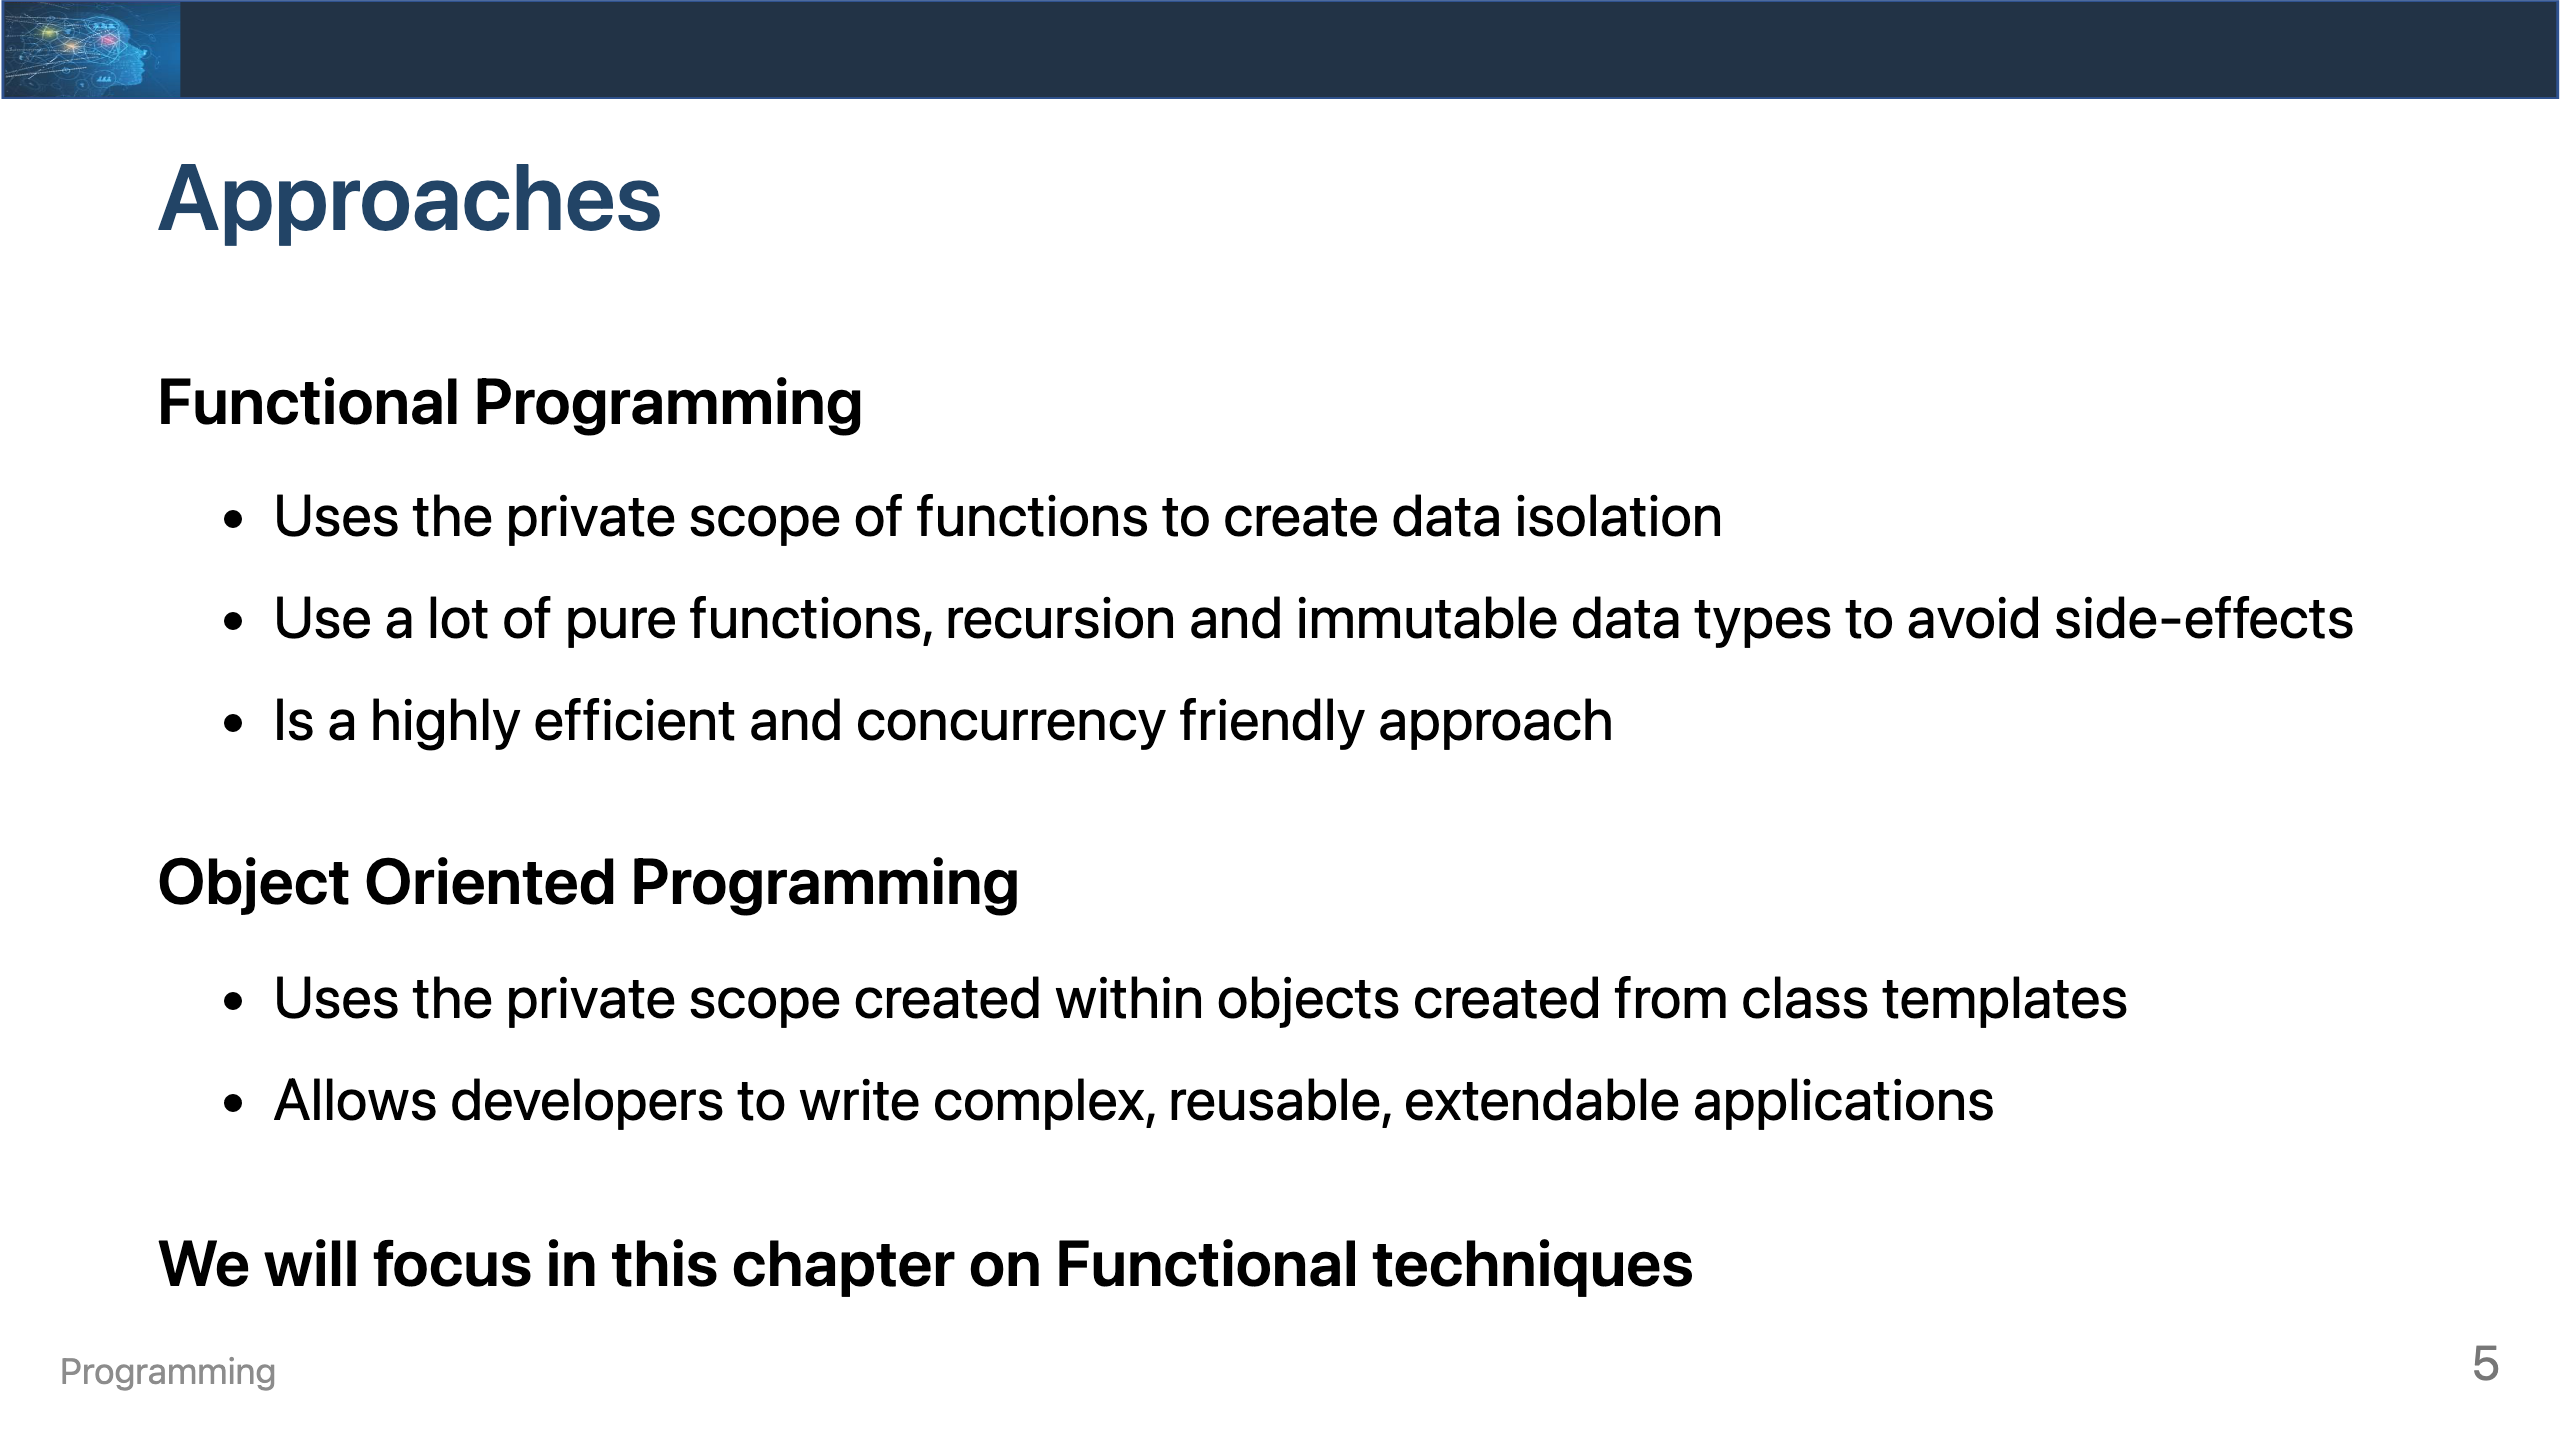 Approaches
Functional Programming
• Uses the private scope of functions to create data isolation
• Use a lot of pure functions, recursion and immutable data types to avoid side-effects
• Is a highly efficient and concurrency friendly approach
Object Oriented Programming
• Uses the private scope created within objects created from class templates
• Allows developers to write complex, reusable, extendable applications
We will focus in this chapter on Functional techniques
Programming
5